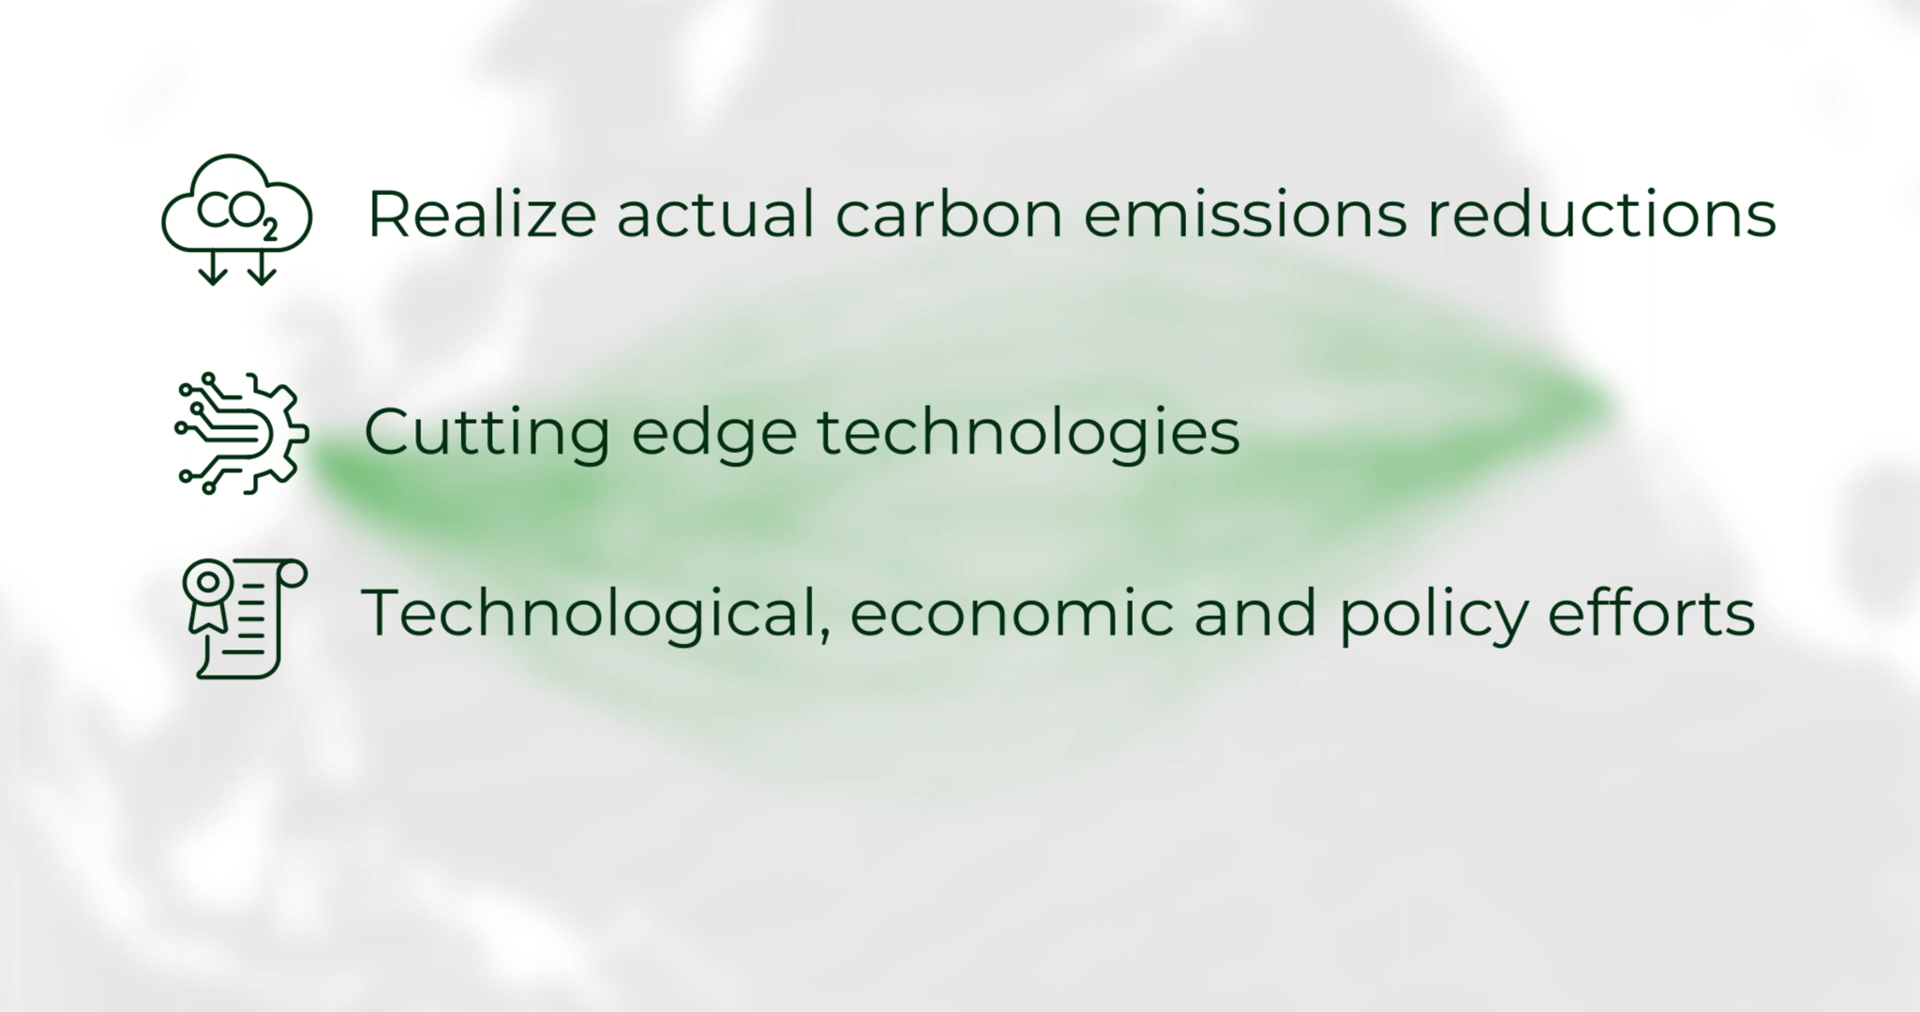 CO₂
Realize actual carbon emissions reductions
Cutting edge technologies
Technological, economic and policy efforts